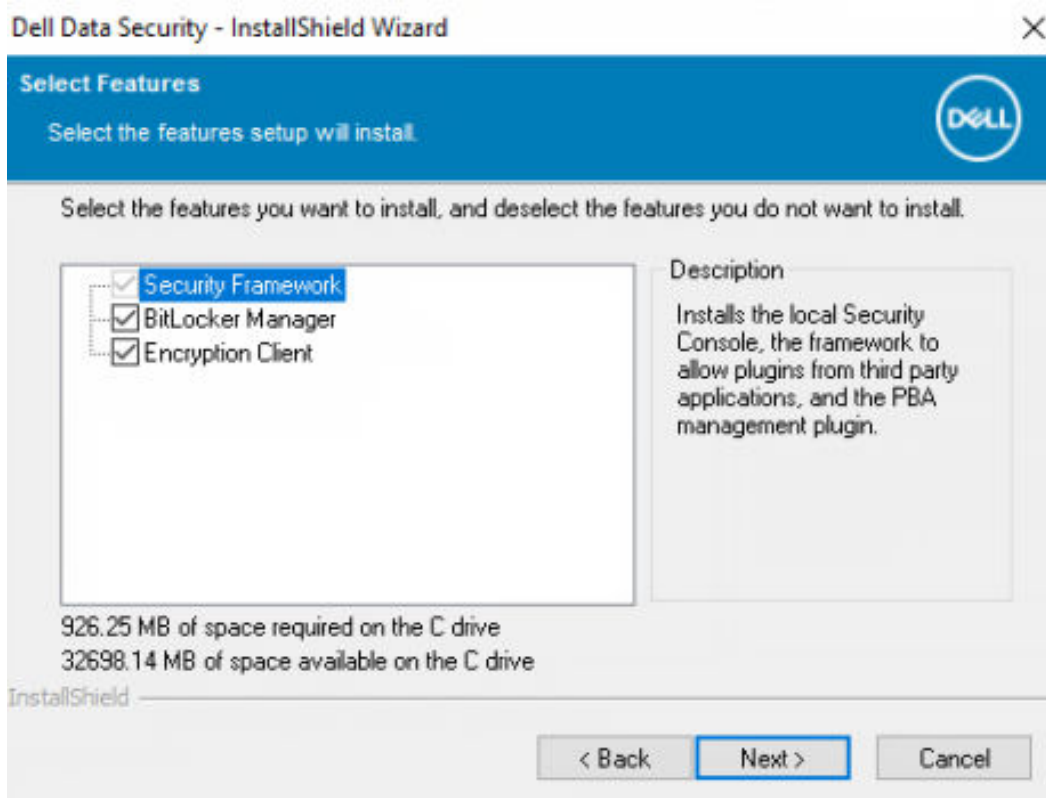 Dell Data Security - InstallShield Wizard
Select Features
Select the features setup will install.
DELL
Select the features you want to install, and deselect the features you do not want to install.
Security Framework
BitLocker Manager
Encryption Client
Description
Installs the local Security
Console, the framework to
allow plugins from third party
applications, and the PBA
management plugin.
926.25 MB of space required on the C drive
32698.14 MB of space available on the C drive
InstallShield
< Back
Next >
Cancel